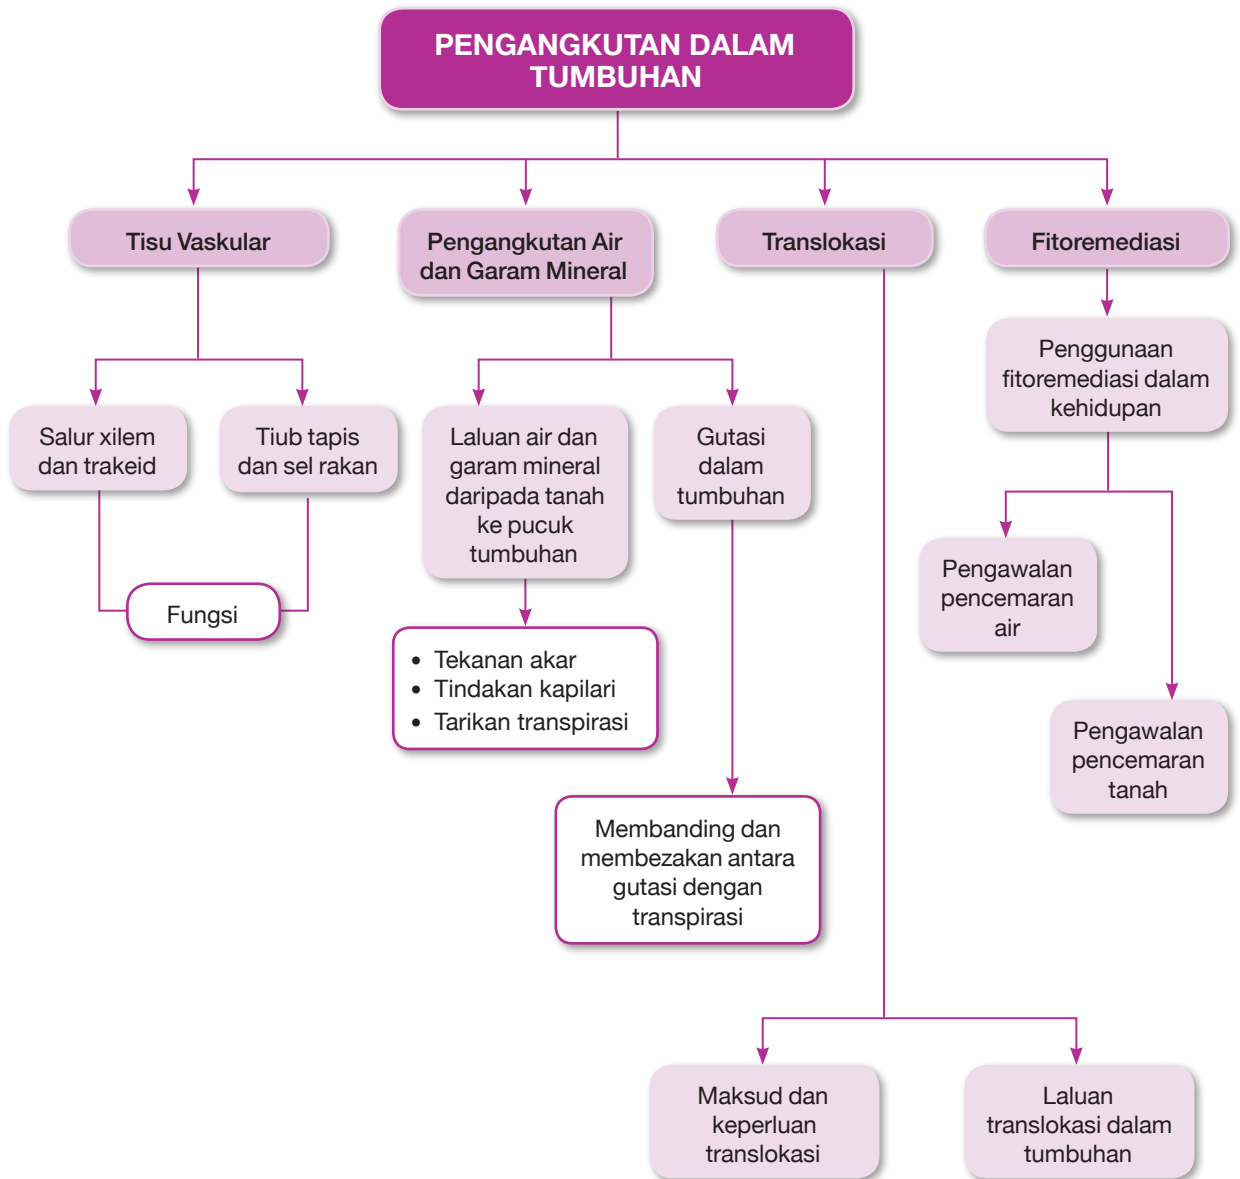 PENGANGKUTAN DALAM
TUMBUHAN
Tisu Vaskular
Pengangkutan Air
dan Garam Mineral
Translokasi
Fitoremediasi
Salur xilem
dan trakeid
Tiub tapis
dan sel rakan
Fungsi
Laluan air dan
garam mineral
daripada tanah
ke pucuk
tumbuhan
Gutasi
dalam
tumbuhan
• Tekanan akar
• Tindakan kapilari
• Tarikan transpirasi
Membanding dan
membezakan antara
gutasi dengan
transpirasi
Penggunaan
fitoremediasi dalam
kehidupan
Pengawalan
pencemaran
air
Pengawalan
pencemaran
tanah
Maksud dan
keperluan
translokasi
Laluan
translokasi dalam
tumbuhan